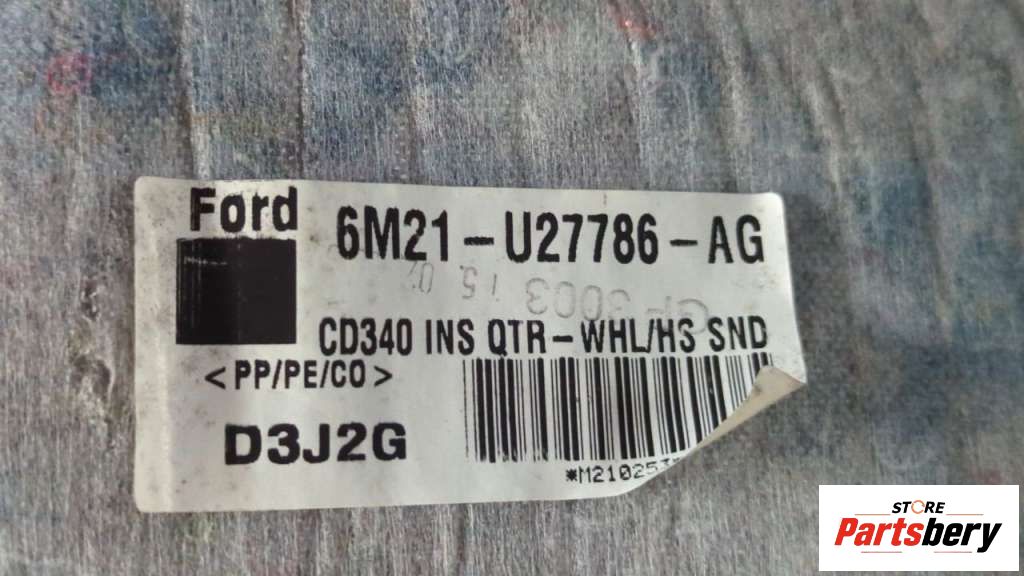 Ford
6M21-U27786-AG
CD340 INS QTR-WHL/HS SND
<PP/PE/CO>
D3J2G
STORE
Partsbery